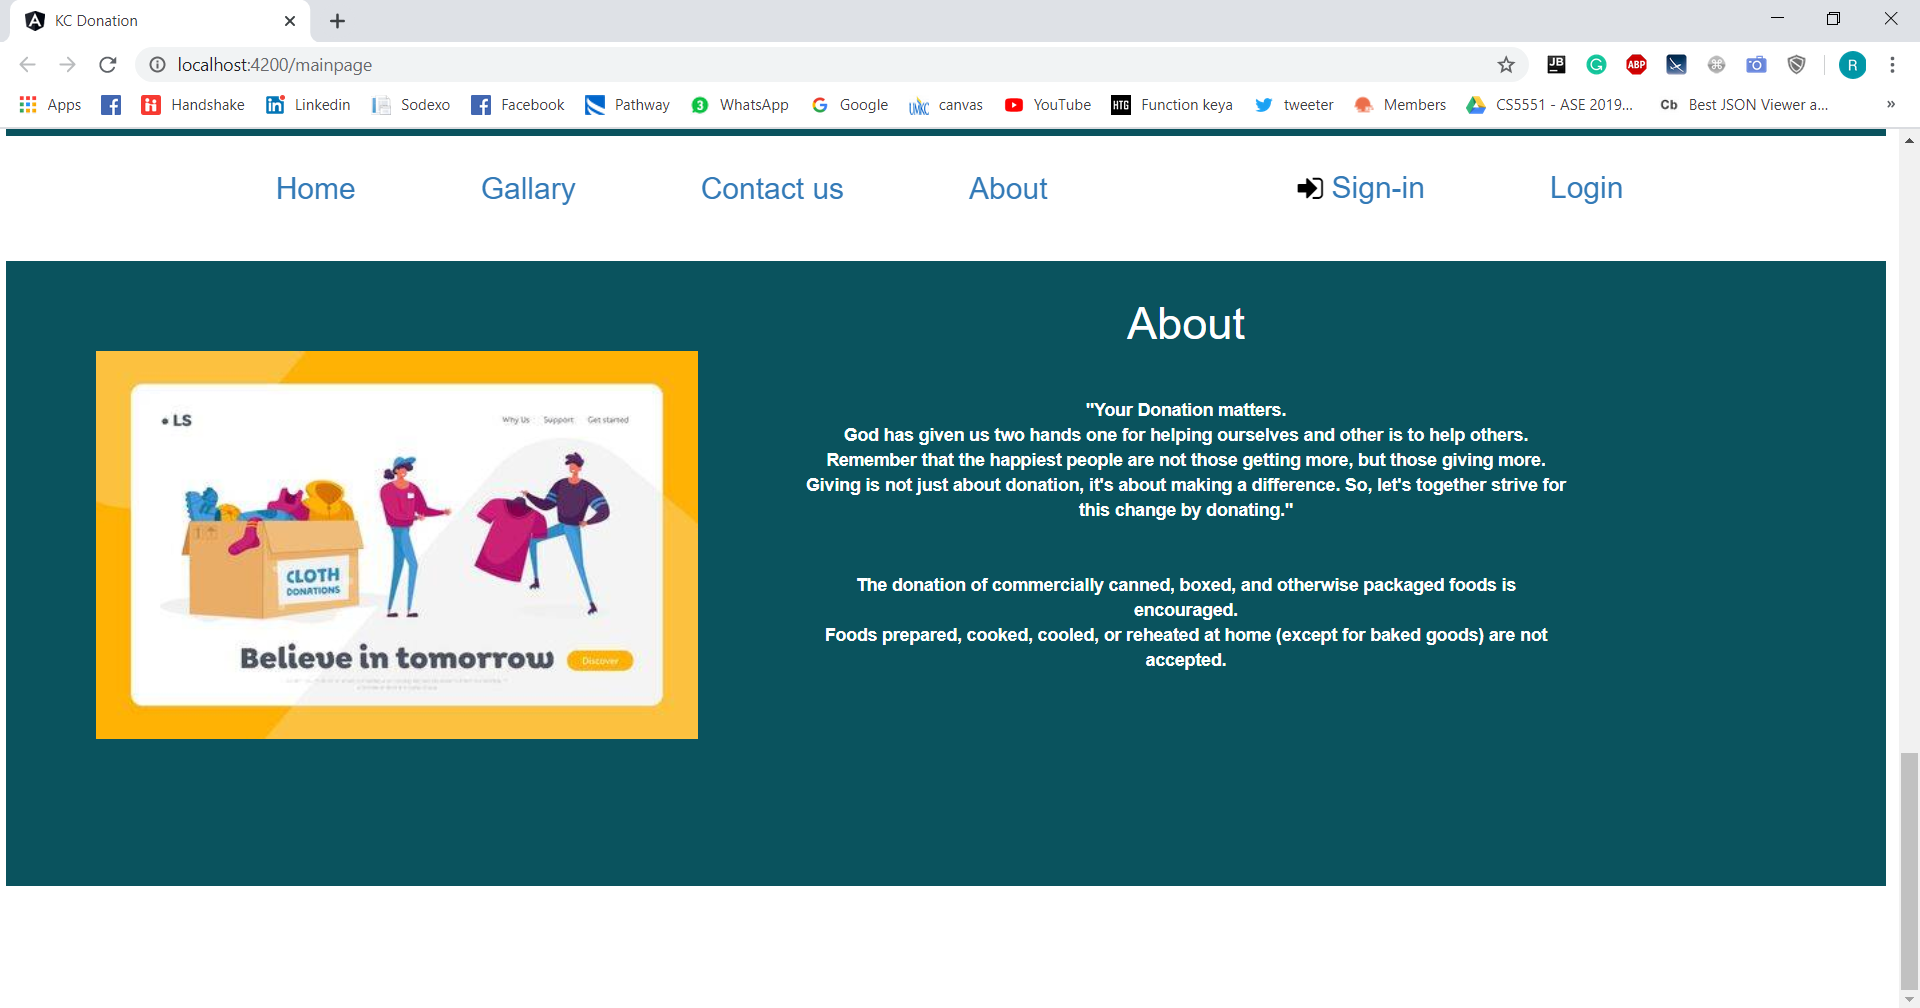 KC Donation
localhost:4200/mainpage
Apps Handshake Linkedin Sodexo Facebook Pathway WhatsApp Google canvas YouTube Function keya tweeter Members CS5551 - ASE 2019... Best JSON Viewer a... »
Home Gallary Contact us About Sign-in Login
About
"Your Donation matters.
God has given us two hands one for helping ourselves and other is to help others.
Remember that the happiest people are not those getting more, but those giving more.
Giving is not just about donation, it's about making a difference. So, let's together strive for
this change by donating."
The donation of commercially canned, boxed, and otherwise packaged foods is
encouraged.
Foods prepared, cooked, cooled, or reheated at home (except for baked goods) are not
accepted.
LS Why Us Support Get started
CLOTH
DONATIONS
Believe in tomorrow Discover